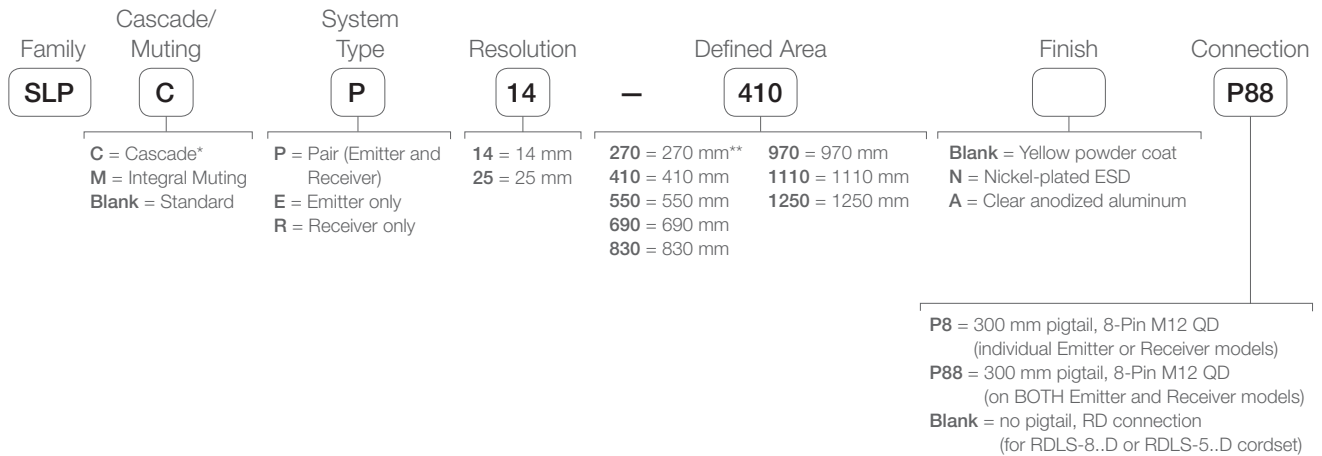 Family
Cascade/
Muting
System
Type
Resolution
Defined Area
Finish
Connection
SLP
C
P
14
–
410
P88
C = Cascade*
M = Integral Muting
Blank = Standard
P = Pair (Emitter and
Receiver)
E = Emitter only
R = Receiver only
14 = 14 mm
25 = 25 mm
270 = 270 mm**
410 = 410 mm
550 = 550 mm
690 = 690 mm
830 = 830 mm
970 = 970 mm
1110 = 1110 mm
1250 = 1250 mm
Blank = Yellow powder coat
N = Nickel-plated ESD
A = Clear anodized aluminum
P8 = 300 mm pigtail, 8-Pin M12 QD
(individual Emitter or Receiver models)
P88 = 300 mm pigtail, 8-Pin M12 QD
(on BOTH Emitter and Receiver models)
Blank = no pigtail, RD connection
(for RDLS-8..D or RDLS-5..D cordset)